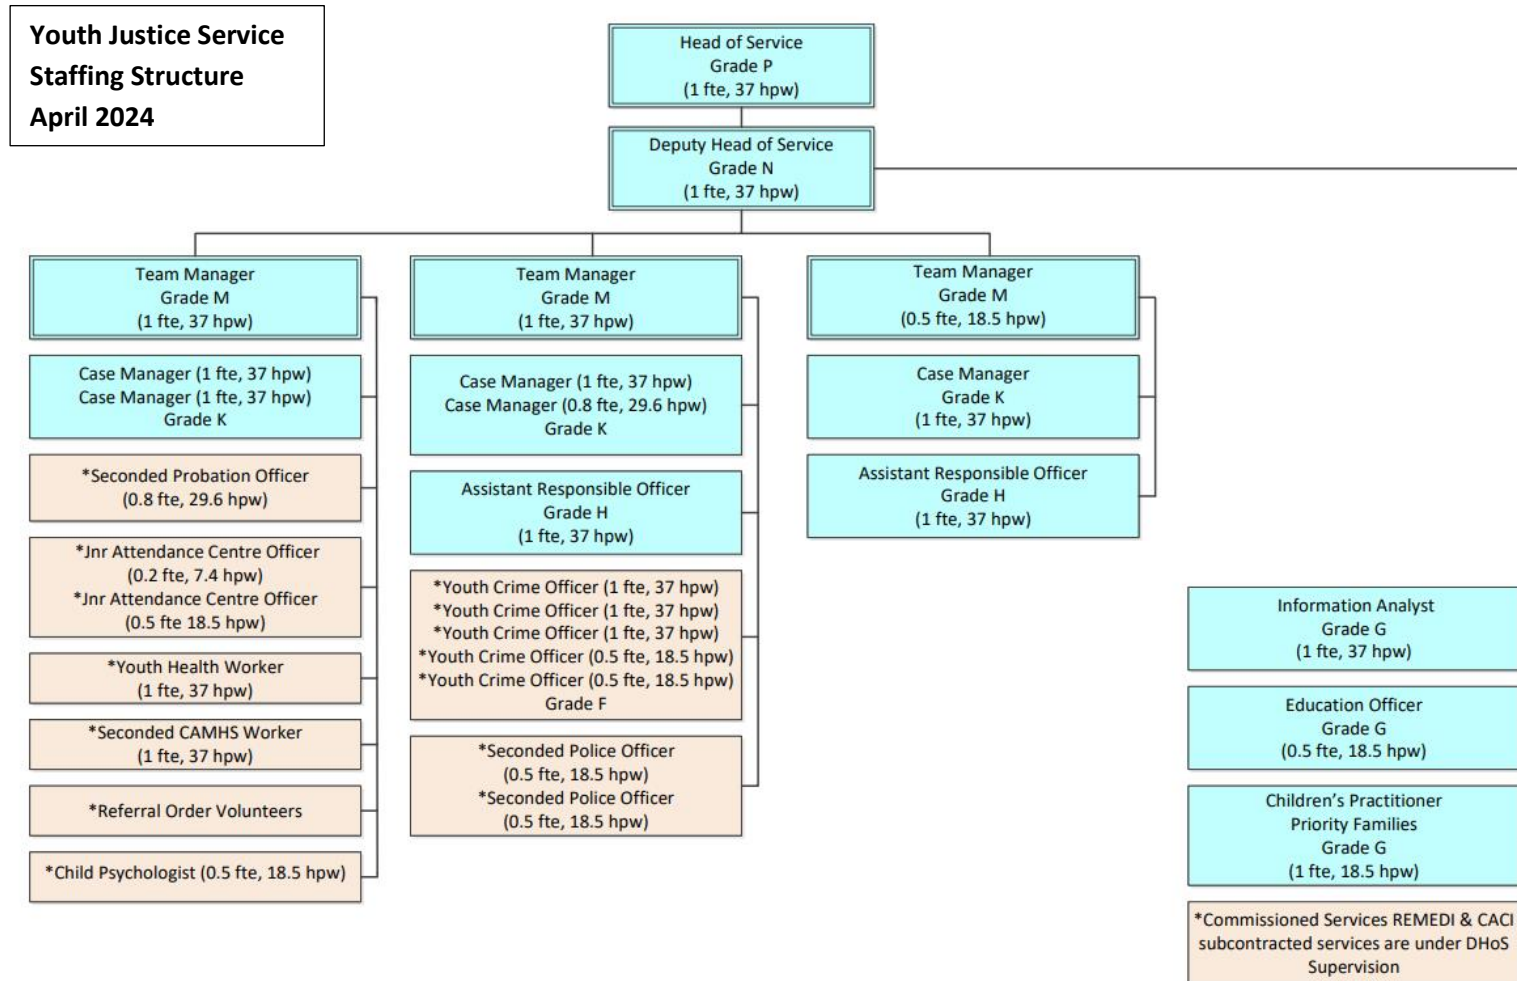 Youth Justice Service
Staffing Structure
April 2024
Head of Service
Grade P
(1 fte, 37 hpw)
Deputy Head of Service
Grade N
(1 fte, 37 hpw)
Team Manager
Grade M
(1 fte, 37 hpw)
Case Manager (1 fte, 37 hpw)
Case Manager (1 fte, 37 hpw)
Grade K
*Seconded Probation Officer
(0.8 fte, 29.6 hpw)
*Jnr Attendance Centre Officer
(0.2 fte, 7.4 hpw)
*Jnr Attendance Centre Officer
(0.5 fte 18.5 hpw)
*Youth Health Worker
(1 fte, 37 hpw)
*Seconded CAMHS Worker
(1 fte, 37 hpw)
*Referral Order Volunteers
*Child Psychologist (0.5 fte, 18.5 hpw)
Team Manager
Grade M
(1 fte, 37 hpw)
Case Manager (1 fte, 37 hpw)
Case Manager (0.8 fte, 29.6 hpw)
Grade K
Assistant Responsible Officer
Grade H
(1 fte, 37 hpw)
*Youth Crime Officer (1 fte, 37 hpw)
*Youth Crime Officer (1 fte, 37 hpw)
*Youth Crime Officer (1 fte, 37 hpw)
*Youth Crime Officer (0.5 fte, 18.5 hpw)
*Youth Crime Officer (0.5 fte, 18.5 hpw)
Grade F
*Seconded Police Officer
(0.5 fte, 18.5 hpw)
*Seconded Police Officer
(0.5 fte, 18.5 hpw)
Team Manager
Grade M
(0.5 fte, 18.5 hpw)
Case Manager
Grade K
(1 fte, 37 hpw)
Assistant Responsible Officer
Grade H
(1 fte, 37 hpw)
Information Analyst
Grade G
(1 fte, 37 hpw)
Education Officer
Grade G
(0.5 fte, 18.5 hpw)
Children's Practitioner
Priority Families
Grade G
(1 fte, 18.5 hpw)
*Commissioned Services REMEDI & CACI
subcontracted services are under DHoS
Supervision